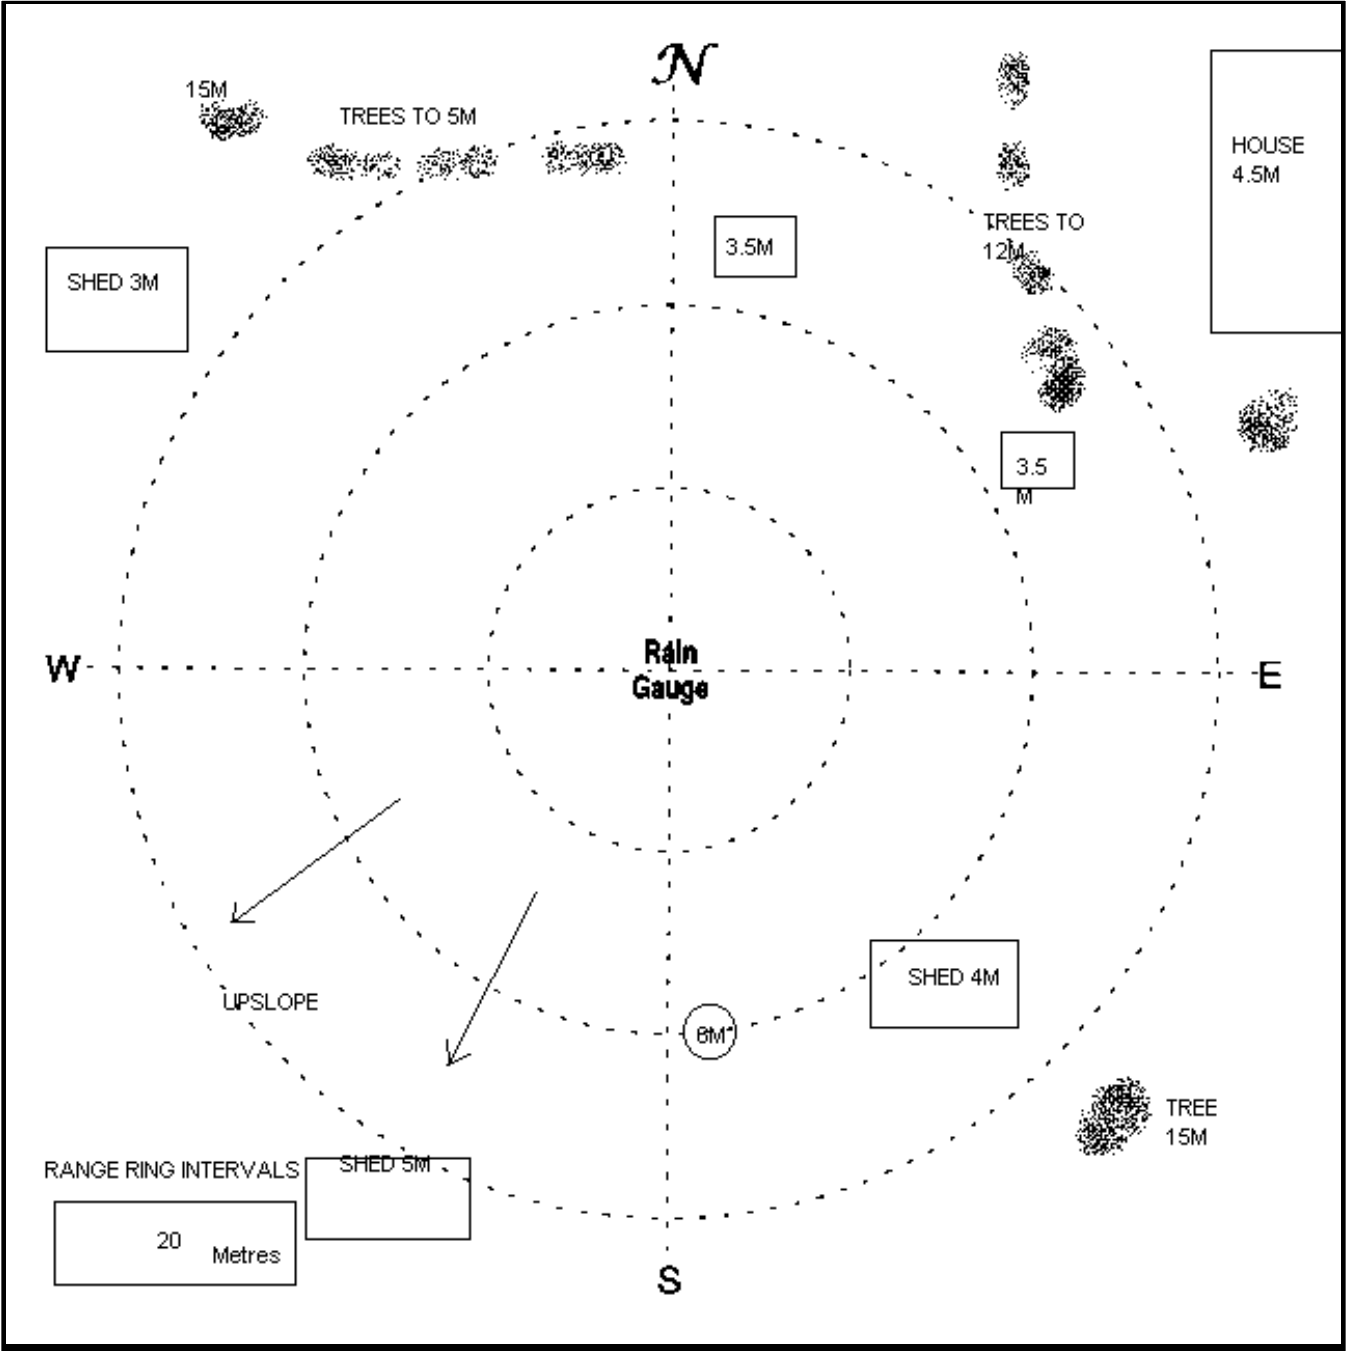 N
15M
TREES TO 5M
HOUSE
4.5M
TREES TO
12M
3.5M
SHED 3M
3.5
M
Rain
Gauge
W
E
SHED 4M
UPSLOPE
6M
TREE
15M
SHED 5M
RANGE RING INTERVALS
20
Metres
S